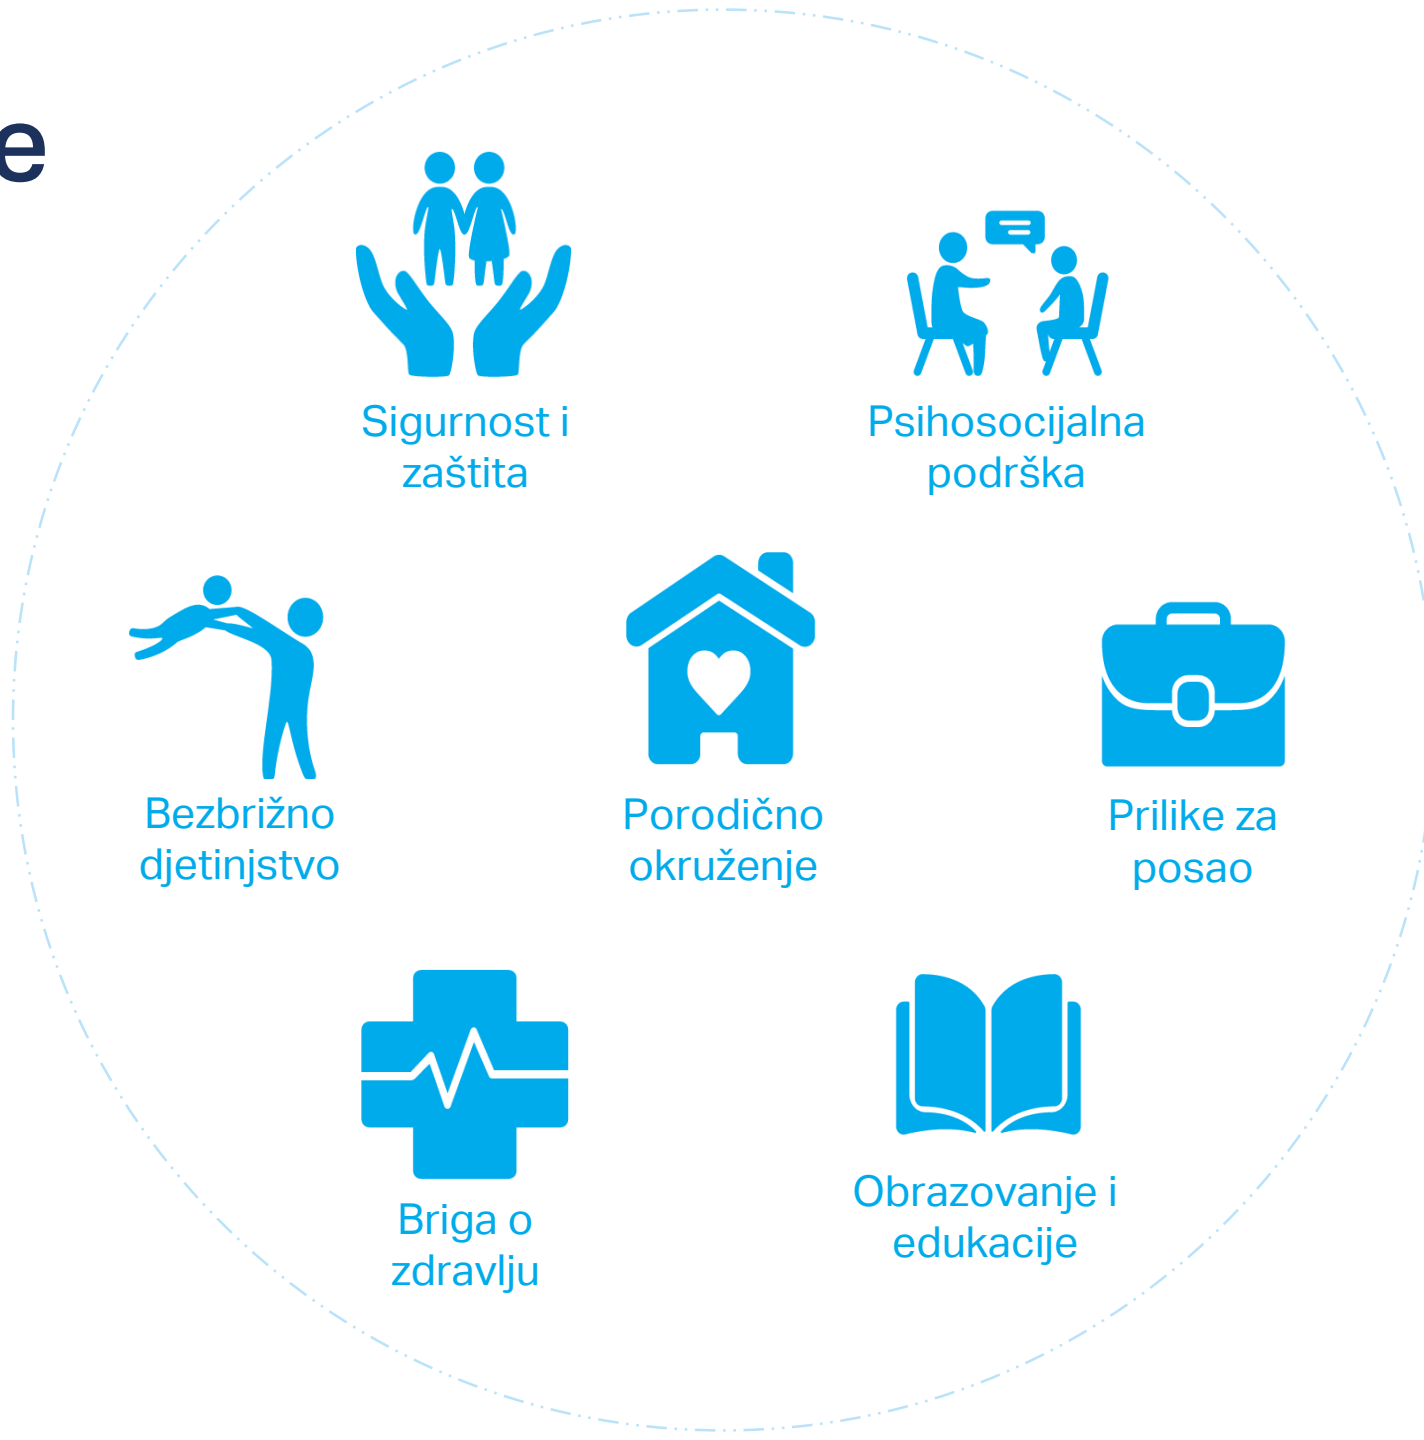 e
Sigurnost i
zaštita
Psihosocijalna
podrška
Bezbrižno
djetinjstvo
Porodično
okruženje
Prilike za
posao
Briga o
zdravlju
Obrazovanje i
edukacije